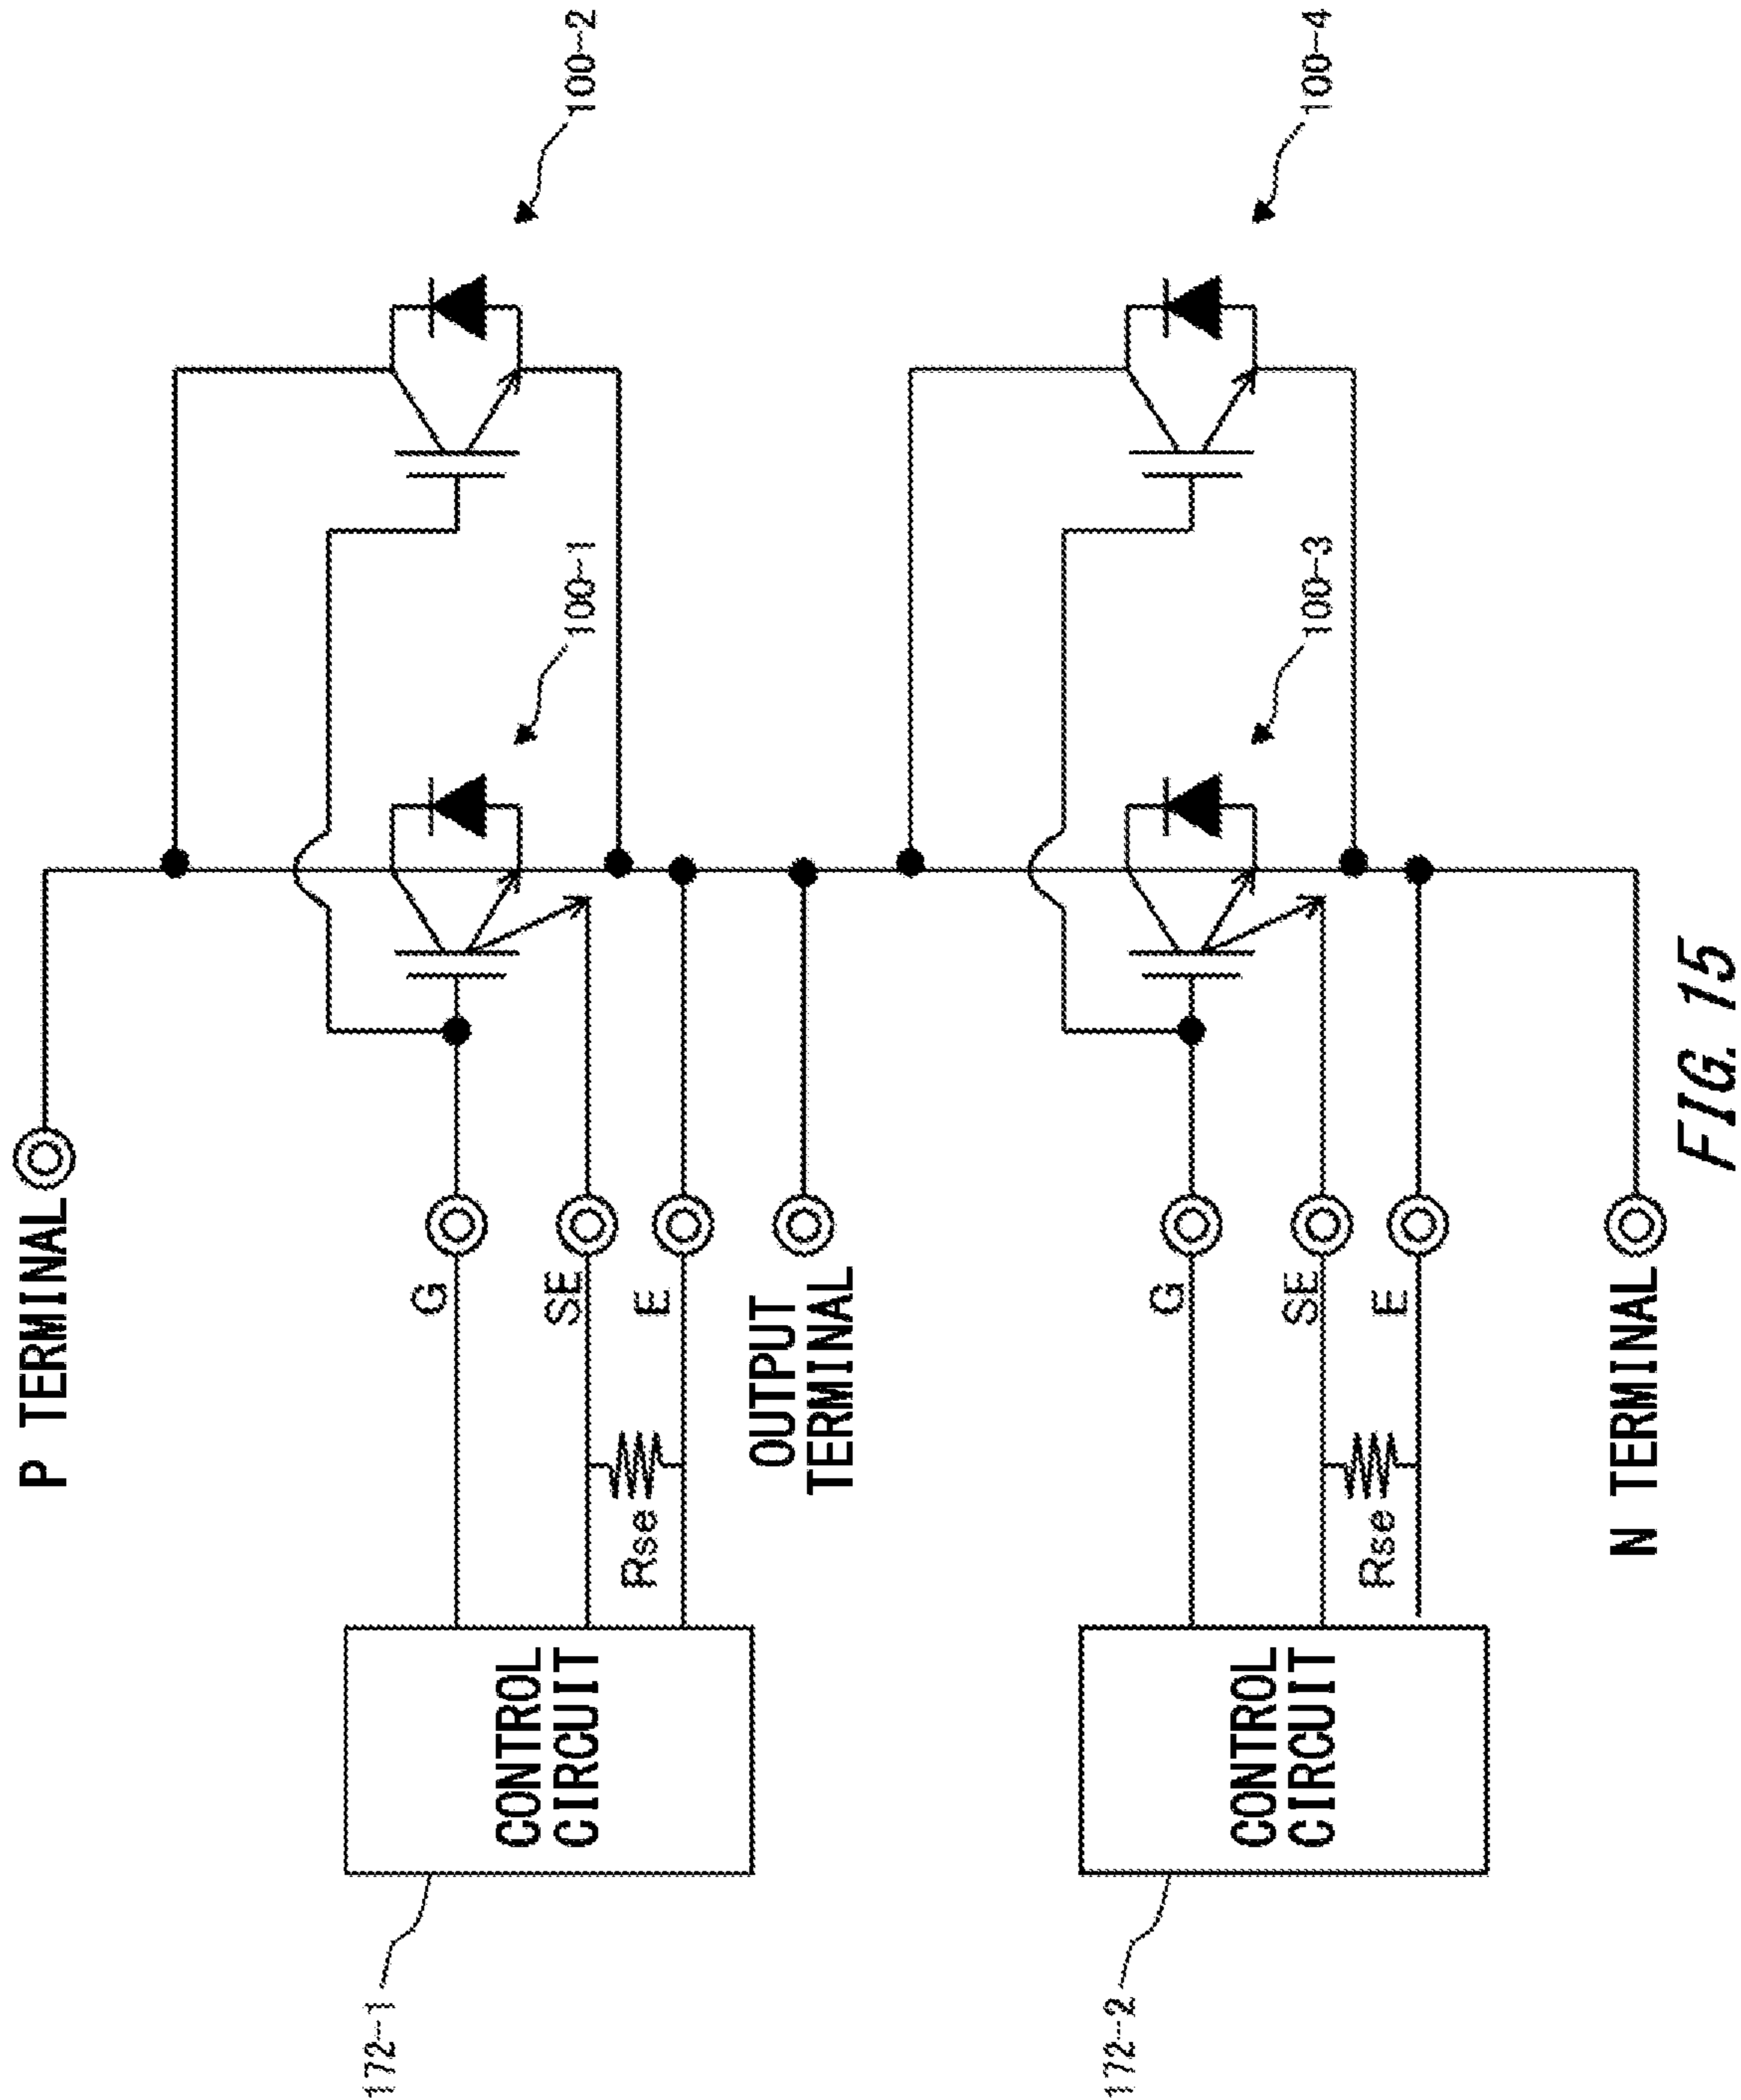 P TERMINAL
100-2
100-1
G
SE
E
Rse
CONTROL
CIRCUIT
172-1
OUTPUT
TERMINAL
100-4
100-3
G
SE
E
Rse
CONTROL
CIRCUIT
172-2
N TERMINAL
FIG. 15